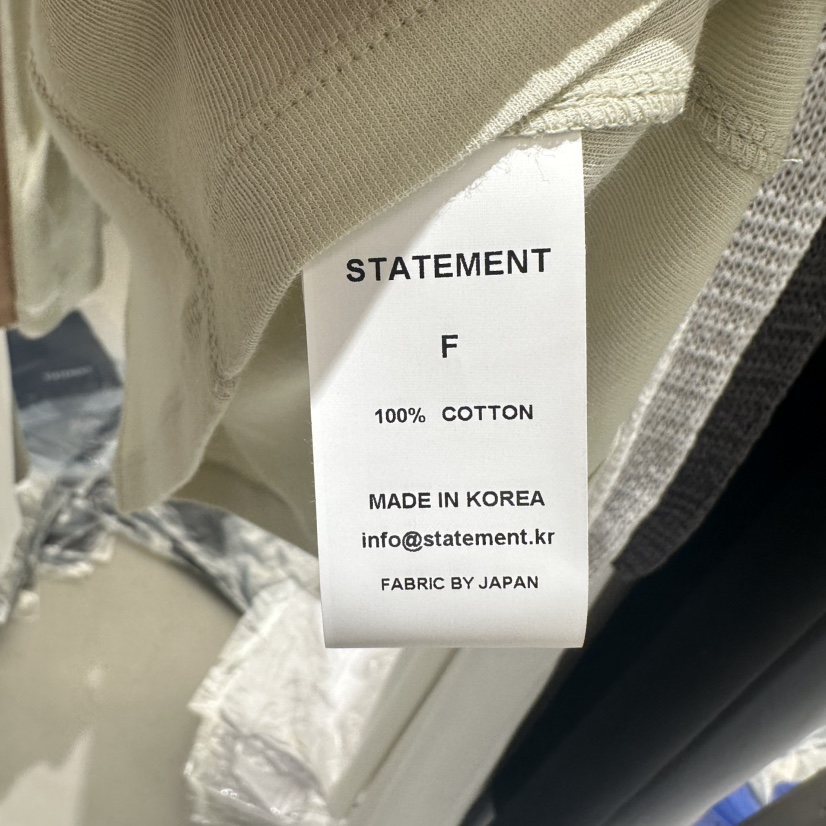 STATEMENT
F
100% COTTON
MADE IN KOREA
info@statement.kr
FABRIC BY JAPAN